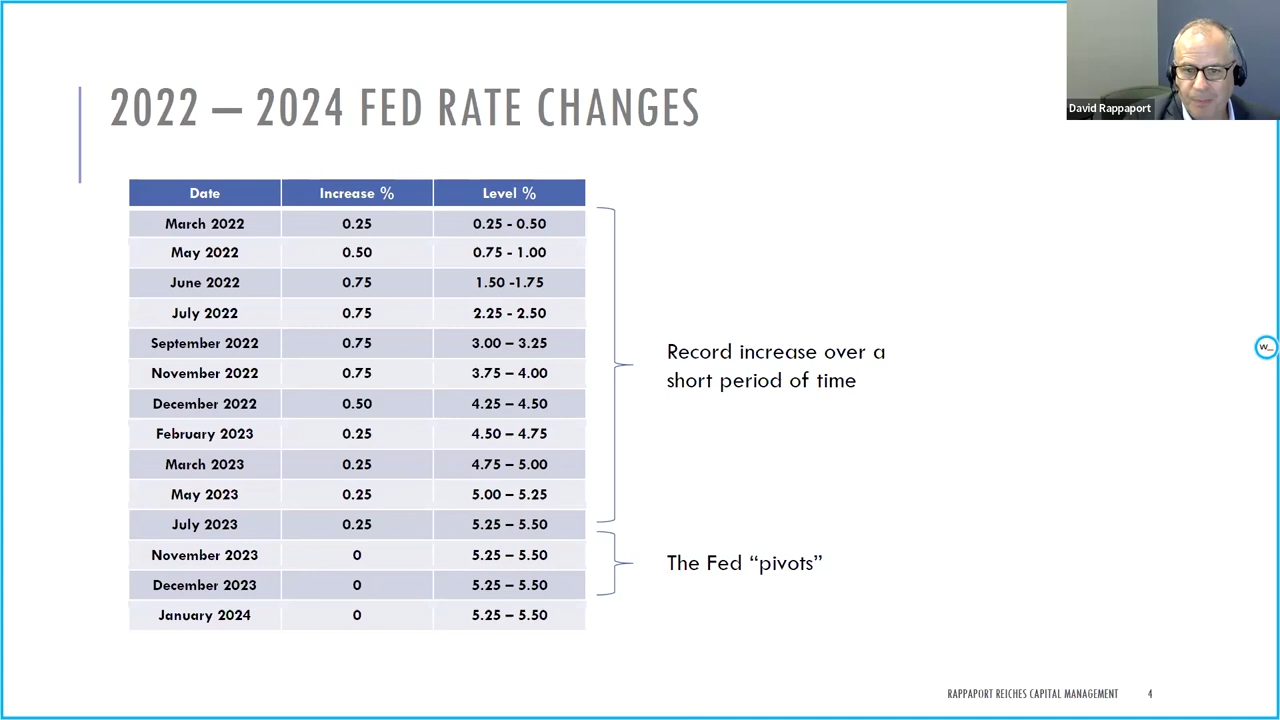 David Rappaport
2022 – 2024 FED RATE CHANGES
Date Increase % Level %
March 2022 0.25 0.25 - 0.50
May 2022 0.50 0.75 - 1.00
June 2022 0.75 1.50 -1.75
July 2022 0.75 2.25 - 2.50
September 2022 0.75 3.00 – 3.25
November 2022 0.75 3.75 – 4.00
December 2022 0.50 4.25 – 4.50
February 2023 0.25 4.50 – 4.75
March 2023 0.25 4.75 – 5.00
May 2023 0.25 5.00 – 5.25
July 2023 0.25 5.25 – 5.50
November 2023 0 5.25 – 5.50
December 2023 0 5.25 – 5.50
January 2024 0 5.25 – 5.50
Record increase over a
short period of time
The Fed “pivots”
W_
RAPPAPORT REICHES CAPITAL MANAGEMENT 4